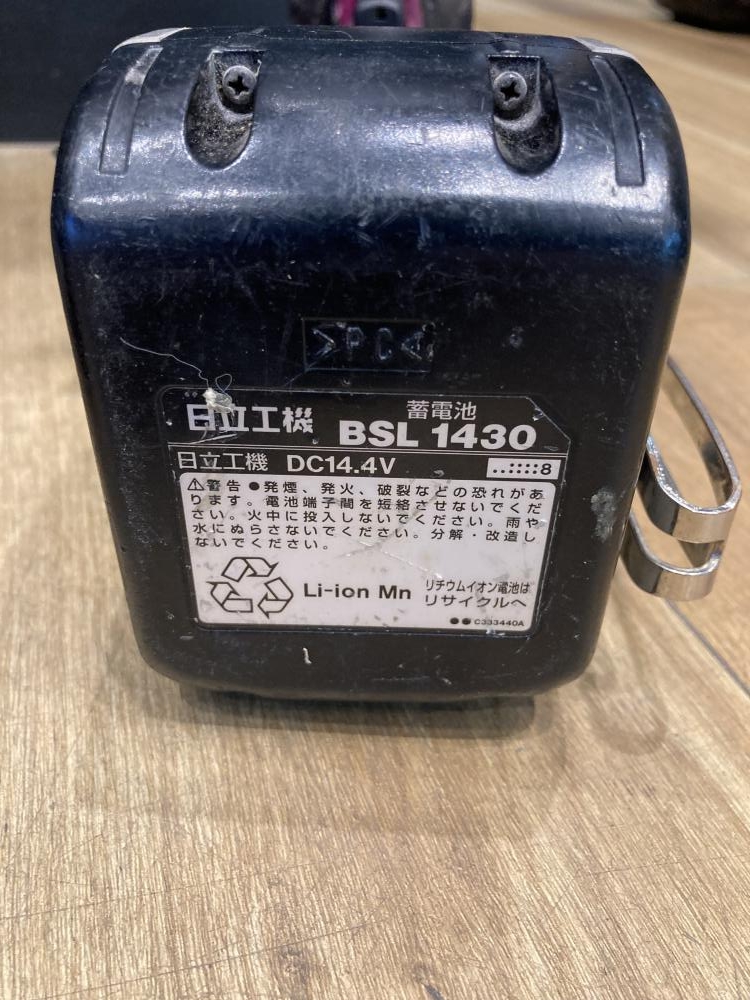 >PC<
日立工機
蓄電池
BSL 1430
日立工機 DC14.4V
..::::8
⚠警告 ●発煙、発火、破裂などの恐れがあ
ります。電池端子間を短絡させないでくだ
さい。火中に投入しないでください。雨や
水にぬらさないでください。分解・改造し
ないでください。
Li-ion Mn
リチウムイオン電池は
リサイクルへ
●●C333440A